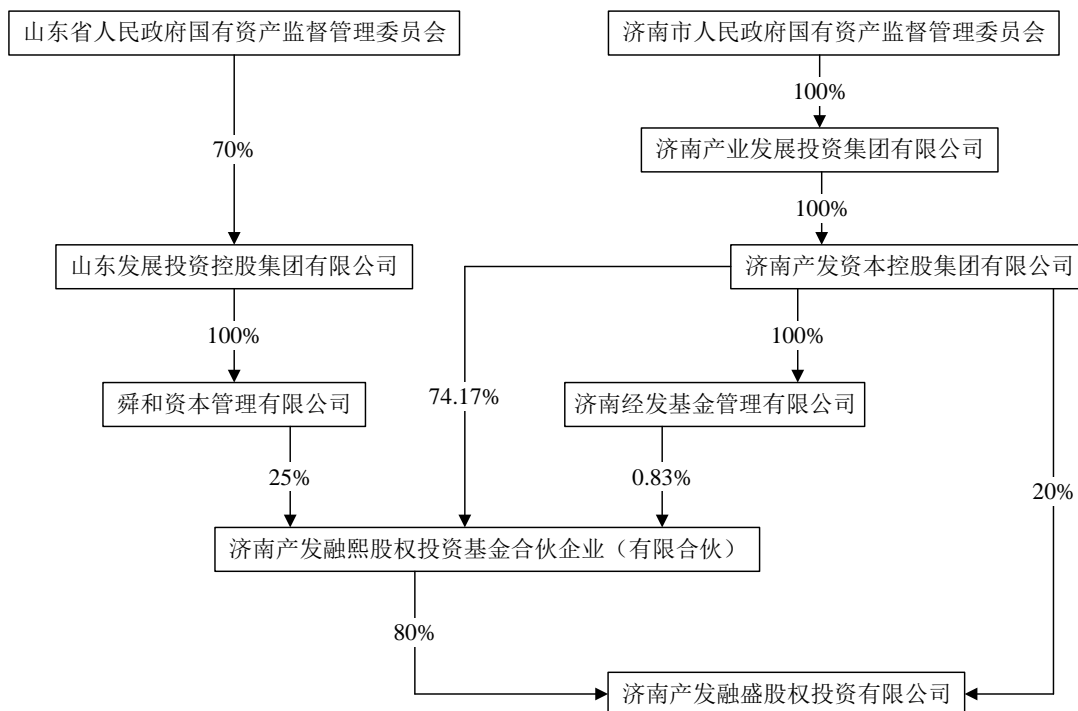 山东省人民政府国有资产监督管理委员会
济南市人民政府国有资产监督管理委员会
100%
70%
济南产业发展投资集团有限公司
100%
山东发展投资控股集团有限公司
济南产发资本控股集团有限公司
100%
100%
舜和资本管理有限公司
74.17%
济南经发基金管理有限公司
25%
0.83%
20%
济南产发融熙股权投资基金合伙企业（有限合伙）
80%
济南产发融盛股权投资有限公司